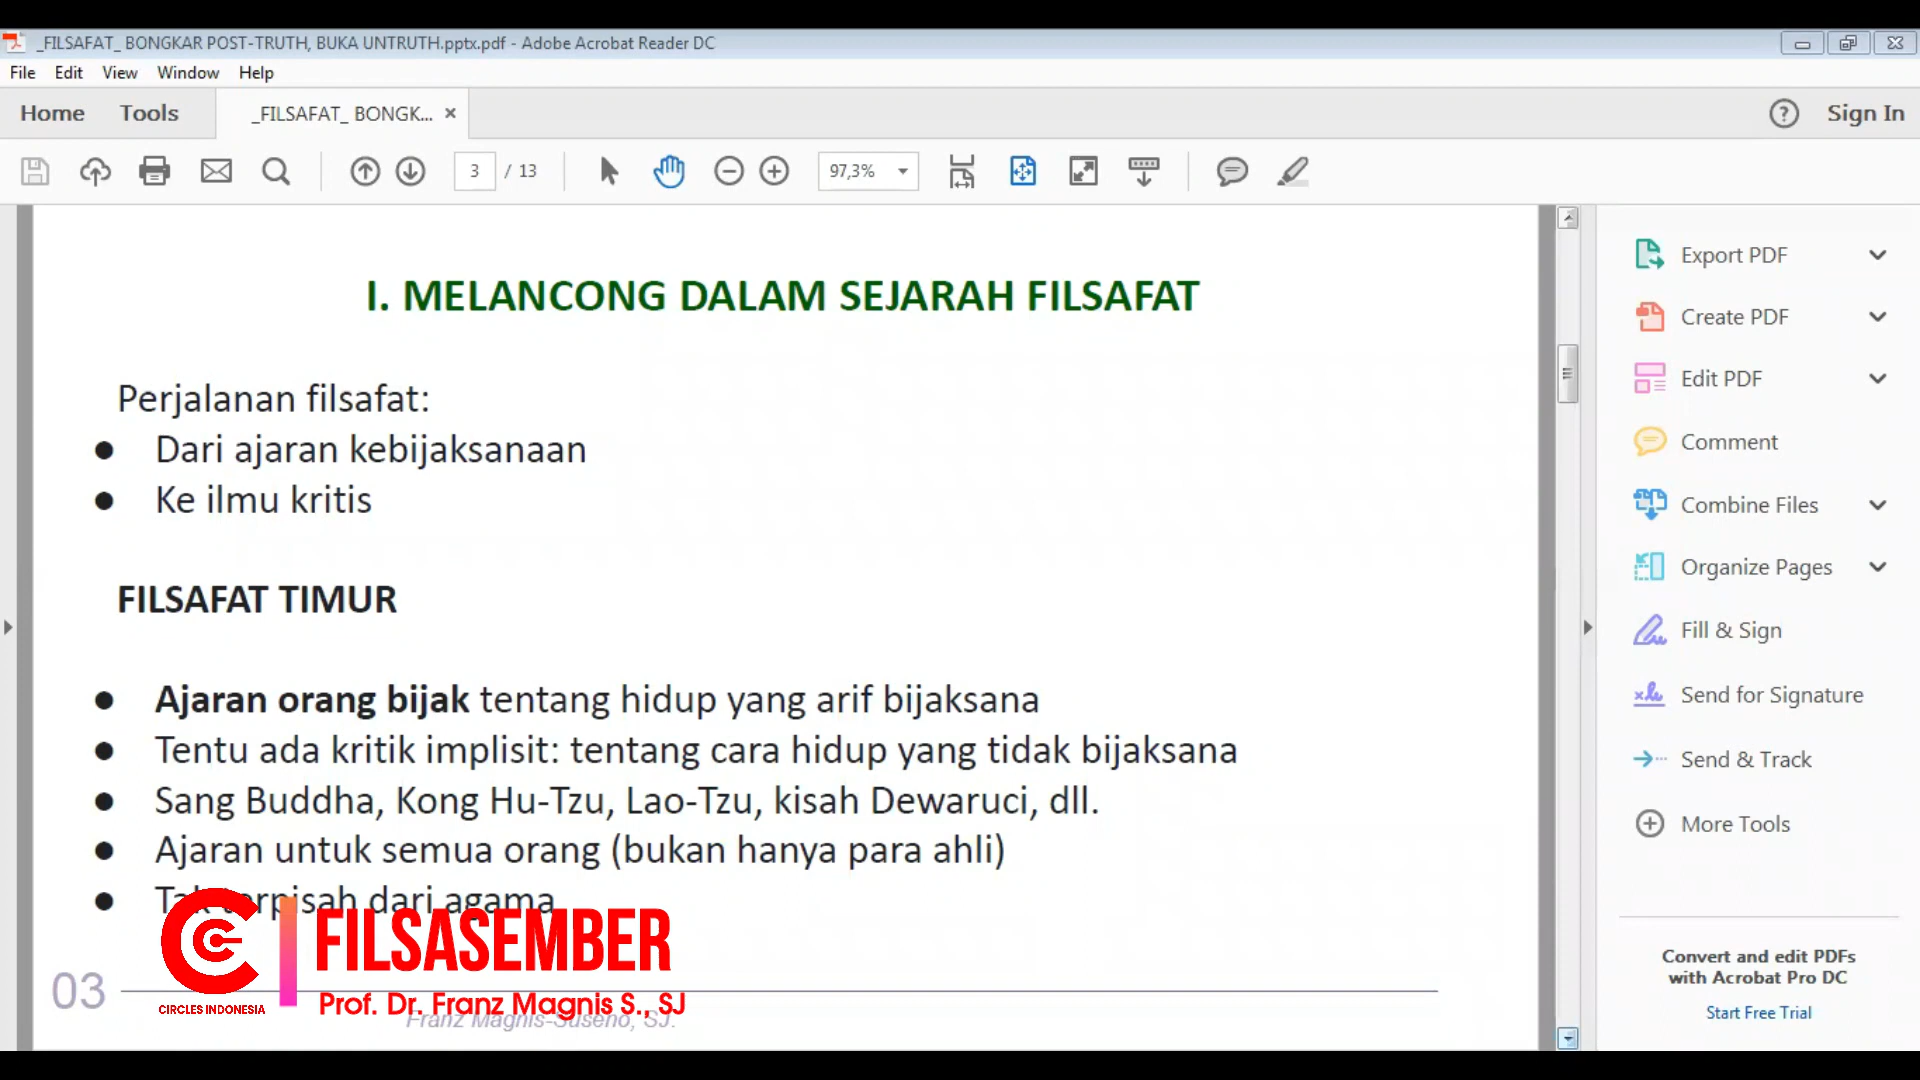 _FILSAFAT_ BONGKAR POST-TRUTH, BUKA UNTRUTH.pptx.pdf - Adobe Acrobat Reader DC
File Edit View Window Help
Home Tools _FILSAFAT_ BONGK... Sign In
3 / 13 97,3%
I. MELANCONG DALAM SEJARAH FILSAFAT
Perjalanan filsafat:
● Dari ajaran kebijaksanaan
● Ke ilmu kritis
FILSAFAT TIMUR
● Ajaran orang bijak tentang hidup yang arif bijaksana
● Tentu ada kritik implisit: tentang cara hidup yang tidak bijaksana
● Sang Buddha, Kong Hu-Tzu, Lao-Tzu, kisah Dewaruci, dll.
● Ajaran untuk semua orang (bukan hanya para ahli)
● Tak terpisah dari agama
FILSASEMBER
CIRCLES INDONESIA
Prof. Dr. Franz Magnis S., SJ
03
Franz Magnis-Suseno, SJ.
Export PDF
Create PDF
Edit PDF
Comment
Combine Files
Organize Pages
Fill & Sign
Send for Signature
Send & Track
More Tools
Convert and edit PDFs
with Acrobat Pro DC
Start Free Trial